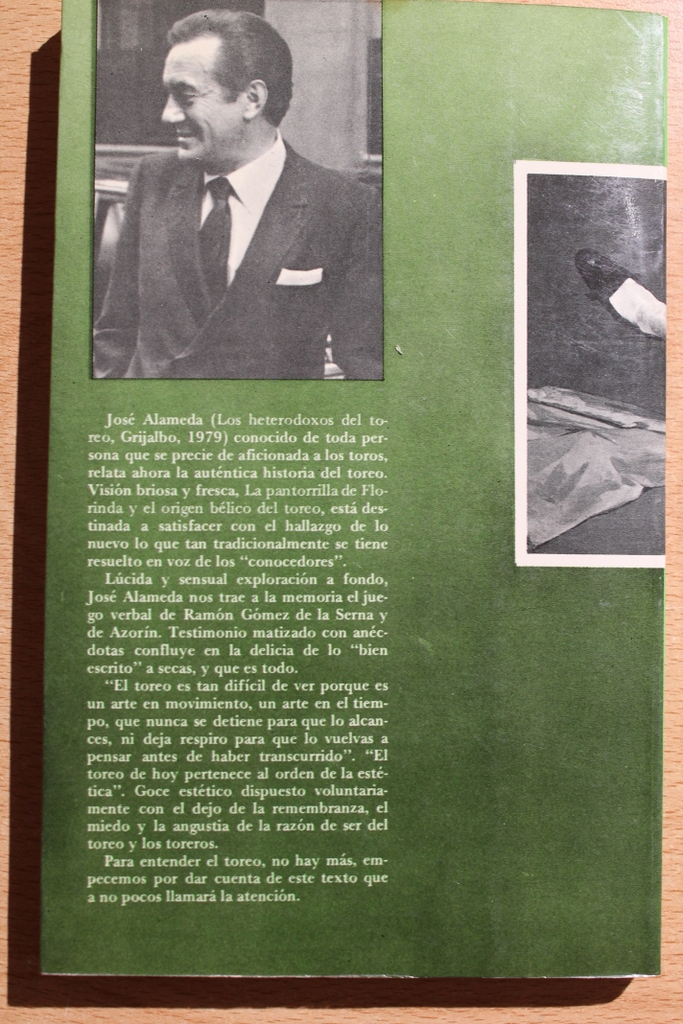 José Alameda (Los heterodoxos del to-
reo, Grijalbo, 1979) conocido de toda per-
sona que se precie de aficionada a los toros,
relata ahora la auténtica historia del toreo.
Visión briosa y fresca, La pantorrilla de Flo-
rinda y el origen bélico del toreo, está des-
tinada a satisfacer con el hallazgo de lo
nuevo lo que tan tradicionalmente se tiene
resuelto en voz de los “conocedores”.
Lúcida y sensual exploración a fondo,
José Alameda nos trae a la memoria el jue-
go verbal de Ramón Gómez de la Serna y
de Azorín. Testimonio matizado con anéc-
dotas confluye en la delicia de lo “bien
escrito” a secas, y que es todo.
“El toreo es tan difícil de ver porque es
un arte en movimiento, un arte en el tiem-
po, que nunca se detiene para que lo alcan-
ces, ni deja respiro para que lo vuelvas a
pensar antes de haber transcurrido”. “El
toreo de hoy pertenece al orden de la esté-
tica”. Goce estético dispuesto voluntaria-
mente con el dejo de la remembranza, el
miedo y la angustia de la razón de ser del
toreo y los toreros.
Para entender el toreo, no hay más, em-
pecemos por dar cuenta de este texto que
a no pocos llamará la atención.